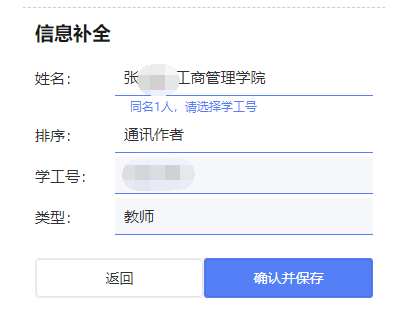 信息补全
姓名： 张 工商管理学院
同名1人，请选择学工号
排序： 通讯作者
学工号：
类型： 教师
返回 确认并保存